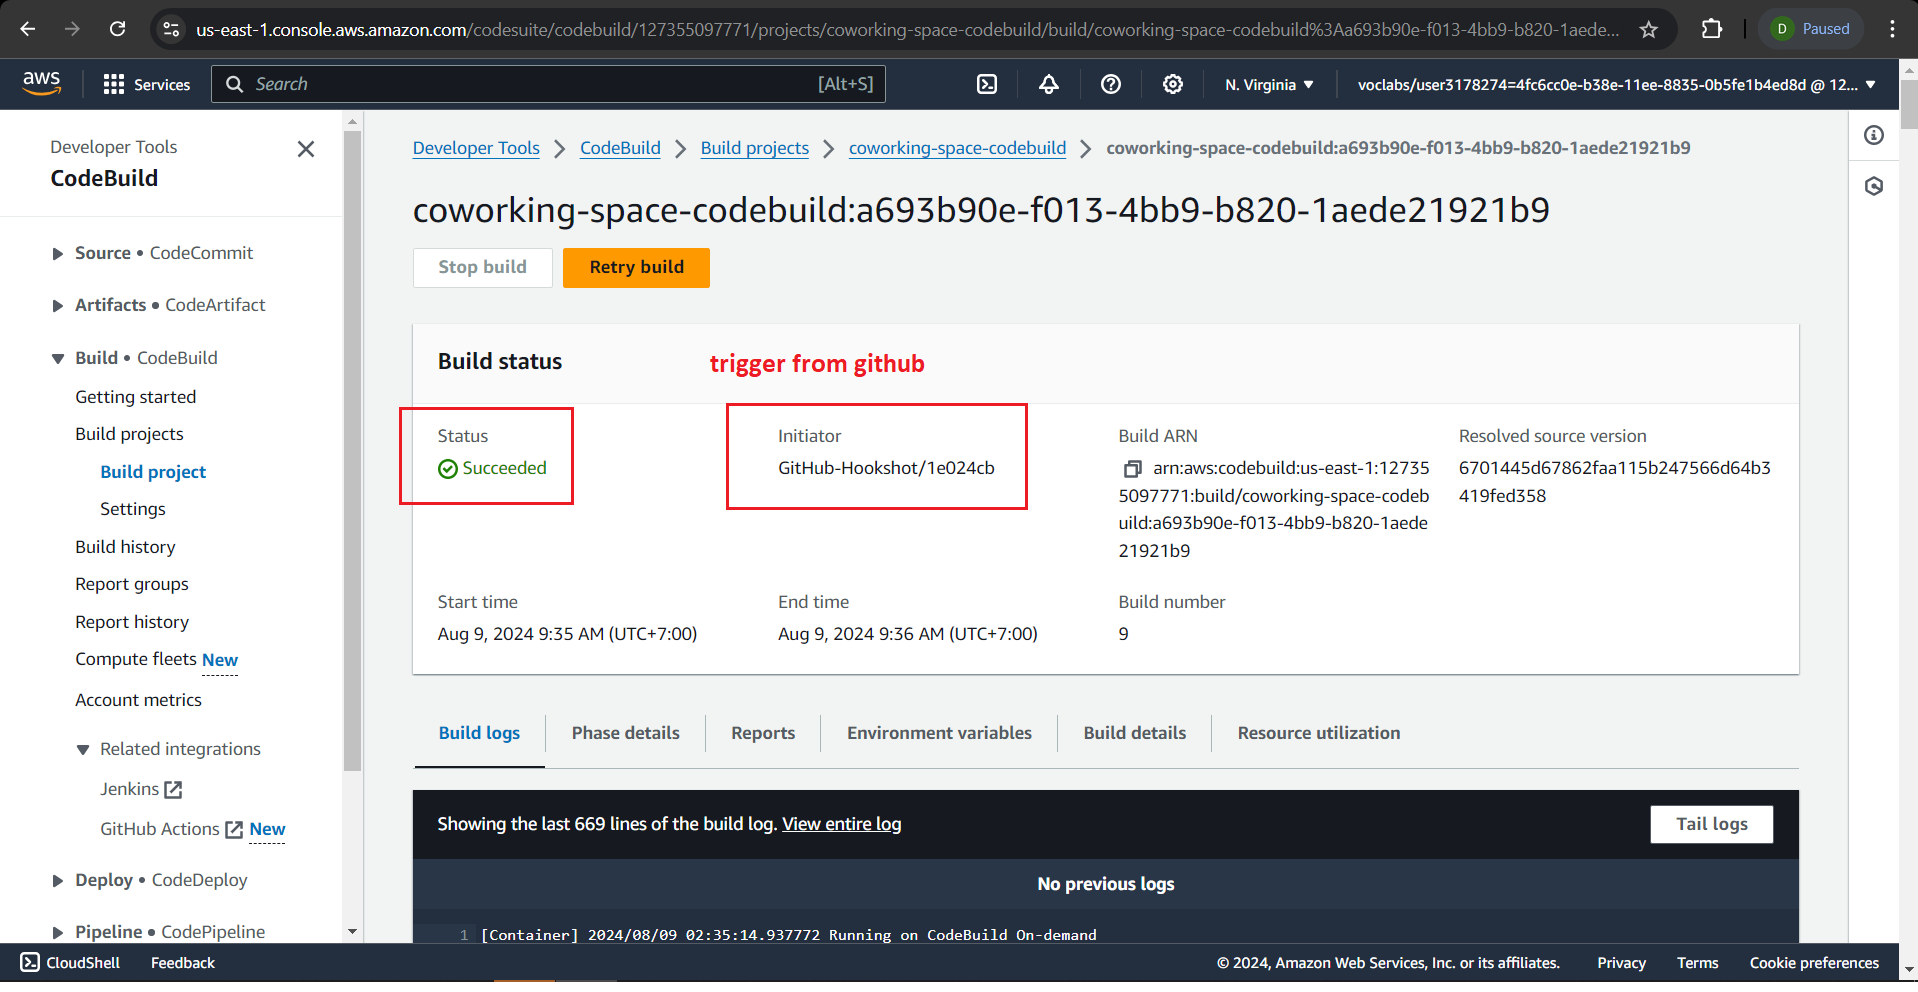 us-east-1.console.aws.amazon.com/codesuite/codebuild/127355097771/projects/coworking-space-codebuild/build/coworking-space-codebuild%3Aa693b90e-f013-4bb9-b820-1aede...
D Paused
aws
Services
Search [Alt+S]
N. Virginia
voclabs/user3178274=4fc6cc0e-b38e-11ee-8835-0b5fe1b4ed8d @ 12...
Developer Tools
CodeBuild
Source • CodeCommit
Artifacts • CodeArtifact
Build • CodeBuild
Getting started
Build projects
Build project
Settings
Build history
Report groups
Report history
Compute fleets New
Account metrics
Related integrations
Jenkins
GitHub Actions New
Deploy • CodeDeploy
Pipeline • CodePipeline
Developer Tools
CodeBuild
Build projects
coworking-space-codebuild
coworking-space-codebuild:a693b90e-f013-4bb9-b820-1aede21921b9
coworking-space-codebuild:a693b90e-f013-4bb9-b820-1aede21921b9
Stop build
Retry build
Build status
trigger from github
Status
Succeeded
Initiator
GitHub-Hookshot/1e024cb
Build ARN
arn:aws:codebuild:us-east-1:12735
5097771:build/coworking-space-codeb
uild:a693b90e-f013-4bb9-b820-1aede
21921b9
Resolved source version
6701445d67862faa115b247566d64b3
419fed358
Start time
Aug 9, 2024 9:35 AM (UTC+7:00)
End time
Aug 9, 2024 9:36 AM (UTC+7:00)
Build number
9
Build logs
Phase details
Reports
Environment variables
Build details
Resource utilization
Showing the last 669 lines of the build log. View entire log
Tail logs
No previous logs
1 [Container] 2024/08/09 02:35:14.937772 Running on CodeBuild On-demand
CloudShell
Feedback
© 2024, Amazon Web Services, Inc. or its affiliates.
Privacy
Terms
Cookie preferences